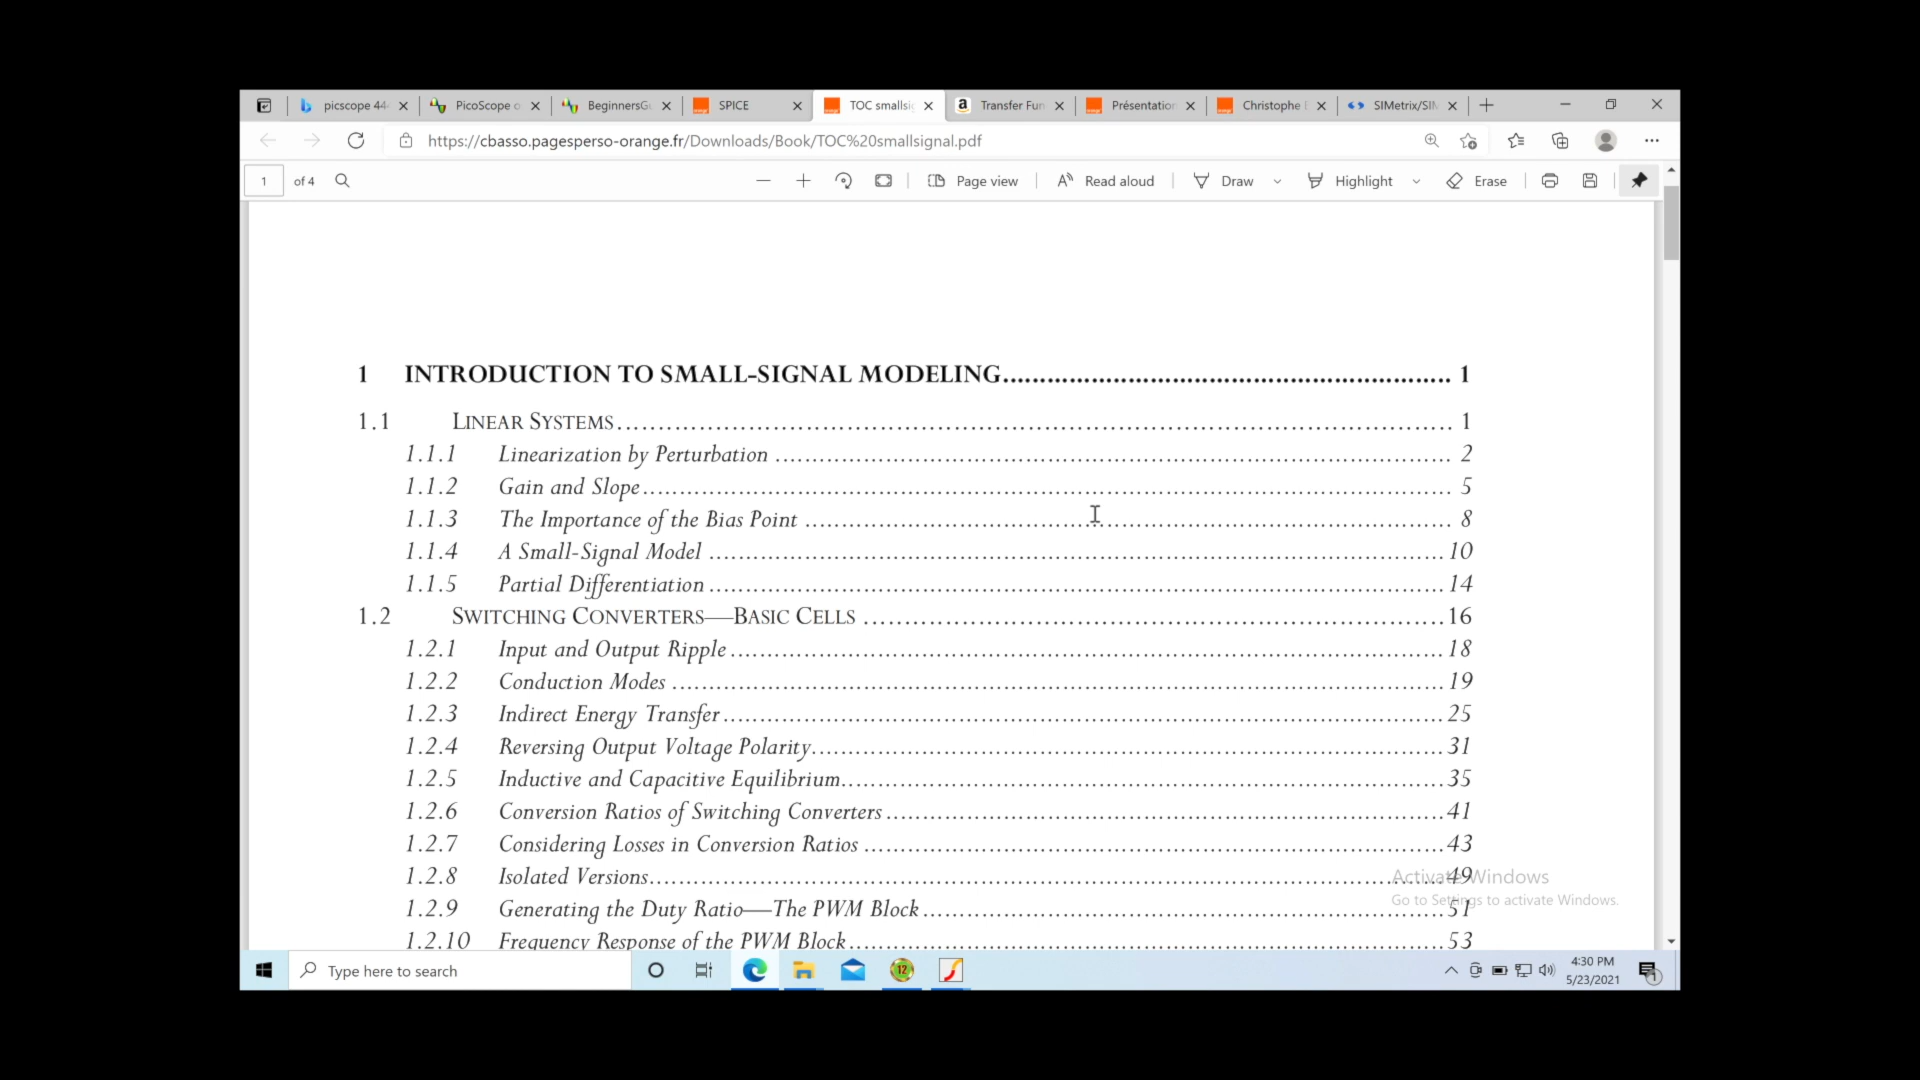 picscope 44
PicoScope o
BeginnersGu
SPICE
TOC smallsi
Transfer Fun
Présentation
Christophe B
SIMetrix/SIM
https://cbasso.pagesperso-orange.fr/Downloads/Book/TOC%20smallsignal.pdf
1 of 4
Page view
Read aloud
Draw
Highlight
Erase
1 INTRODUCTION TO SMALL-SIGNAL MODELING 1
1.1 LINEAR SYSTEMS 1
1.1.1 Linearization by Perturbation 2
1.1.2 Gain and Slope 5
1.1.3 The Importance of the Bias Point 8
1.1.4 A Small-Signal Model 10
1.1.5 Partial Differentiation 14
1.2 SWITCHING CONVERTERS—BASIC CELLS 16
1.2.1 Input and Output Ripple 18
1.2.2 Conduction Modes 19
1.2.3 Indirect Energy Transfer 25
1.2.4 Reversing Output Voltage Polarity 31
1.2.5 Inductive and Capacitive Equilibrium 35
1.2.6 Conversion Ratios of Switching Converters 41
1.2.7 Considering Losses in Conversion Ratios 43
1.2.8 Isolated Versions 49
1.2.9 Generating the Duty Ratio—The PWM Block 51
1.2.10 Frequency Response of the PWM Block 53
Activate Windows
Go to Settings to activate Windows.
Type here to search
12
4:30 PM
5/23/2021
1